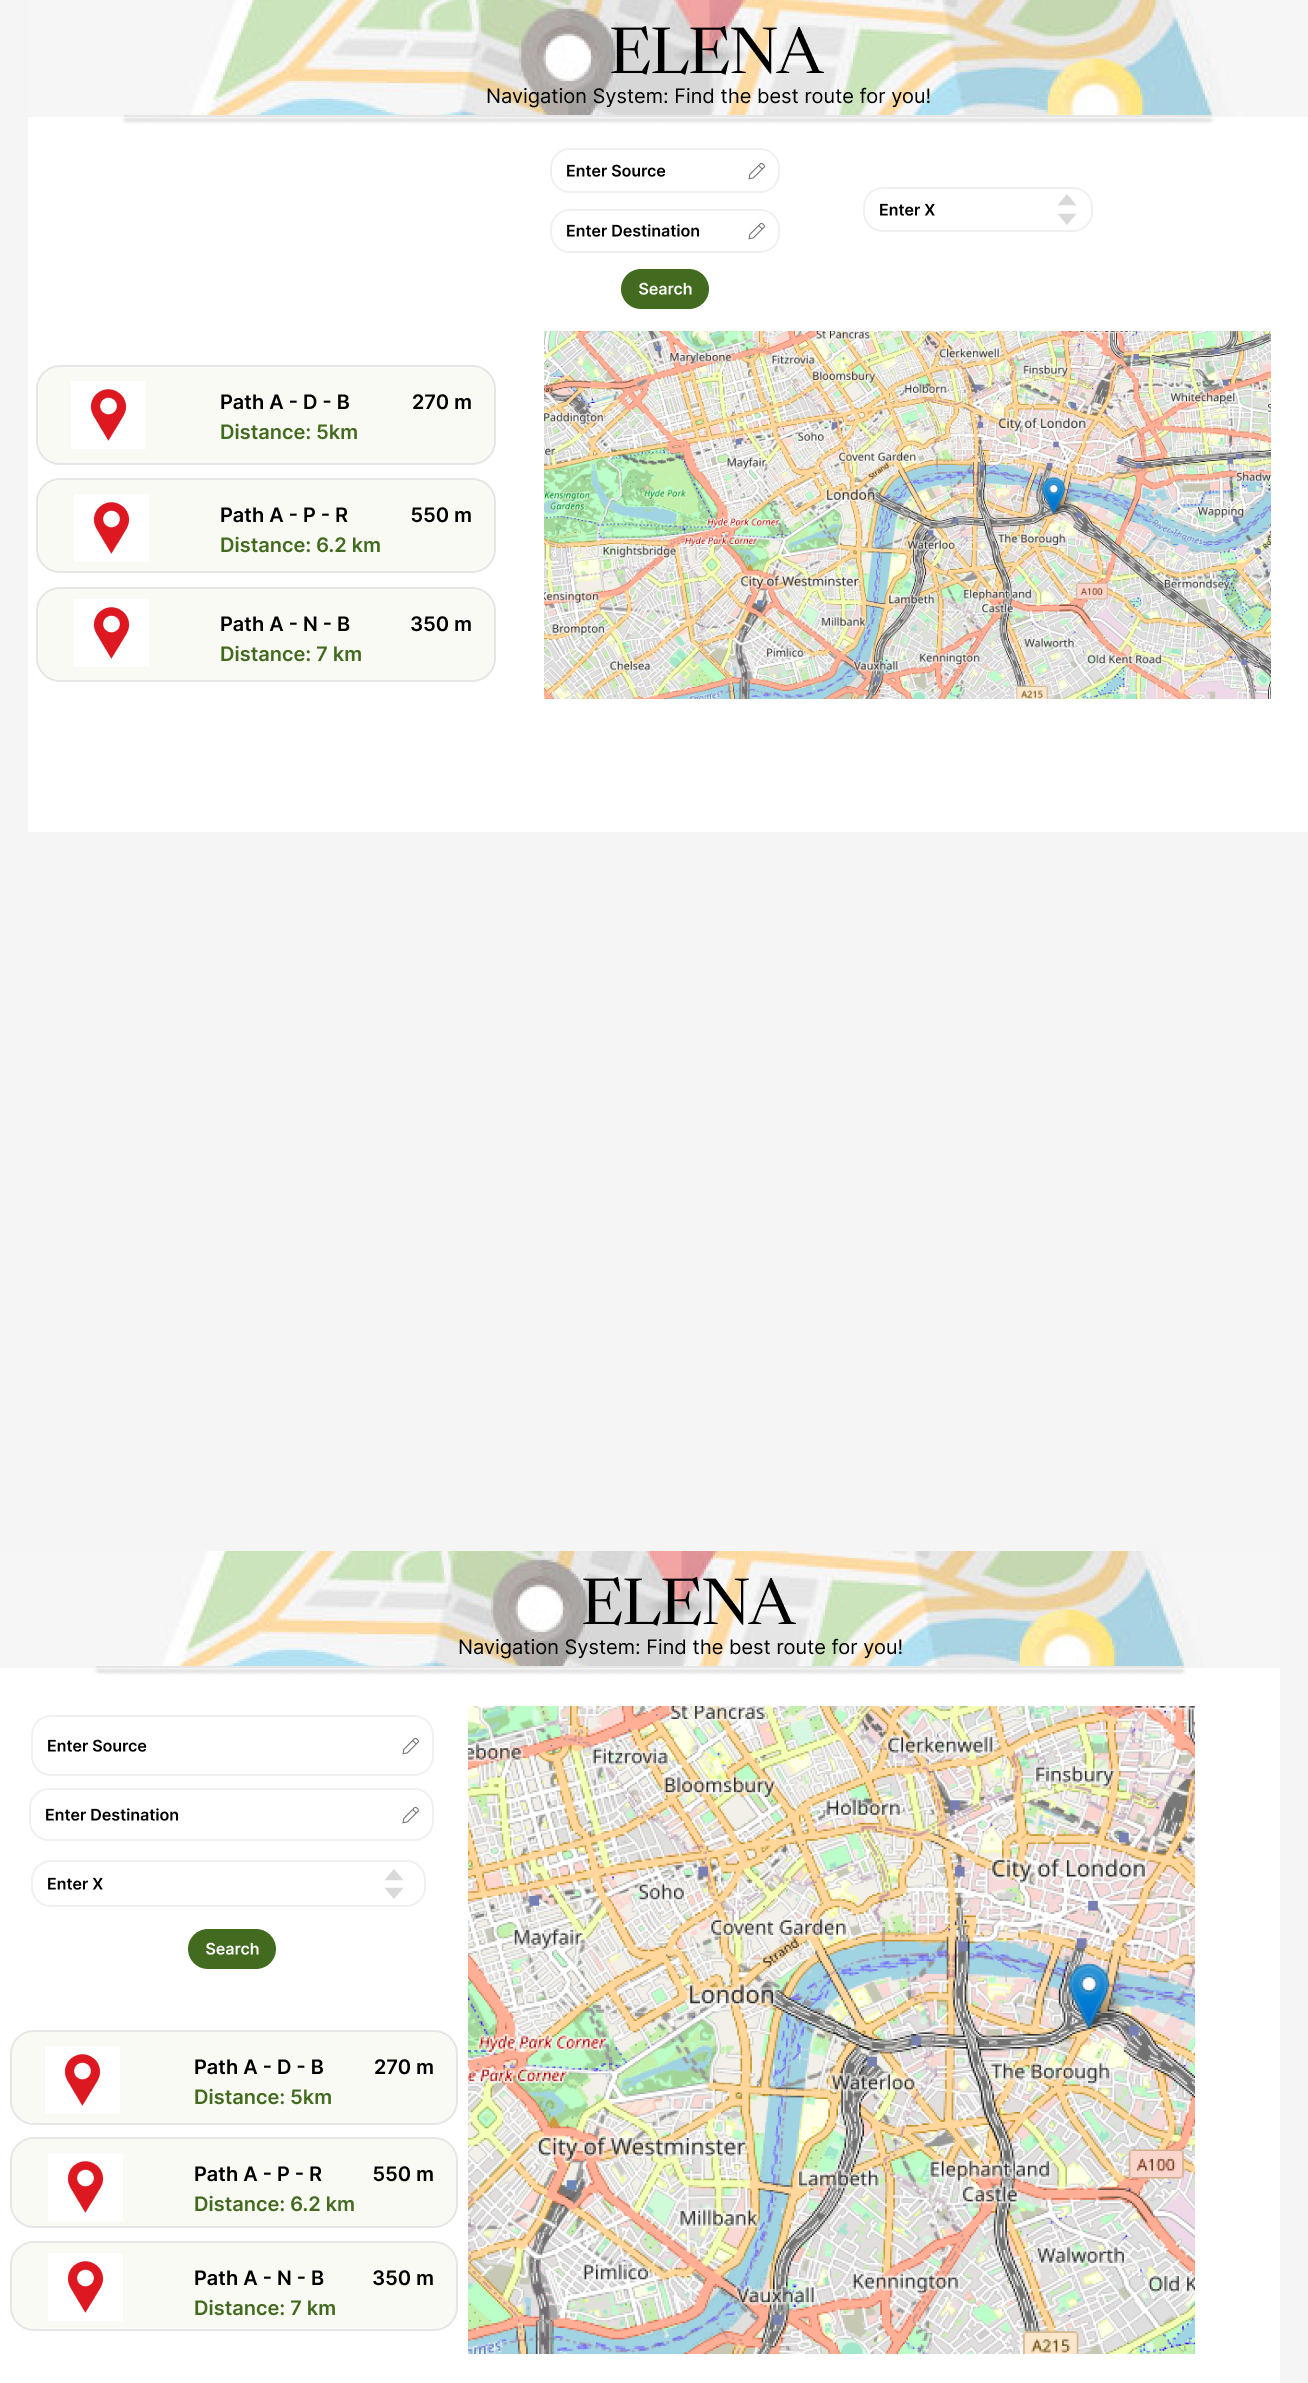 ELENA
Navigation System: Find the best route for you!
Enter Source
Enter Destination
Enter X
Search
Path A - D - B 270 m
Distance: 5km
Path A - P - R 550 m
Distance: 6.2 km
Path A - N - B 350 m
Distance: 7 km
St Pancras
Marylebone
Fitzrovia
Clerkenwell
Bloomsbury
Finsbury
Holborn
Whitechapel
Paddington
City of London
Soho
Covent Garden
Mayfair
Strand
London
Kensington
Gardens
Hyde Park
Wapping
Hyde Park Corner
Hyde Park Corner
Knightsbridge
Waterloo
The Borough
City of Westminster
Bermondsey
Kensington
Lambeth
Elephant and
Castle
A100
Brompton
Millbank
Walworth
Chelsea
Pimlico
Vauxhall
Kennington
Old Kent Road
A215
ELENA
Navigation System: Find the best route for you!
Enter Source
Enter Destination
Enter X
Search
Path A - D - B 270 m
Distance: 5km
Path A - P - R 550 m
Distance: 6.2 km
Path A - N - B 350 m
Distance: 7 km
St Pancras
ebone
Fitzrovia
Clerkenwell
Bloomsbury
Finsbury
Holborn
City of London
Soho
Covent Garden
Mayfair
Strand
London
Hyde Park Corner
e Park Corner
The Borough
Waterloo
City of Westminster
Lambeth
Elephant and
Castle
A100
Millbank
Walworth
Pimlico
Kennington
Old K
Vauxhall
A215